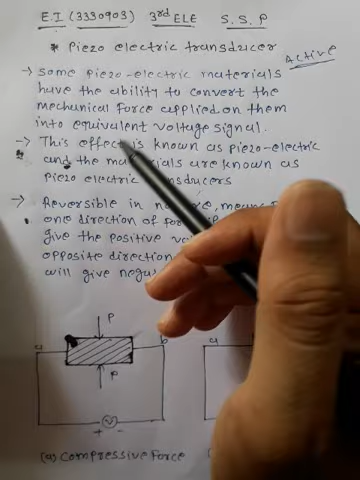 E.I (3330903) 3rd ELE S.S.P
* Piezo electric transducer
Active
→ Some Piezo-electric materials
have the ability to convert the
mechanical force applied on them
into equivalent voltage signal.
→ This effect is known as Piezo-electric
and the materials are known as
Piezo electric transducers
→ Reversible in nature, means
one direction of
give the positive
opposite direction
will give
P
a b a
P
+ -
(a) Compressive force